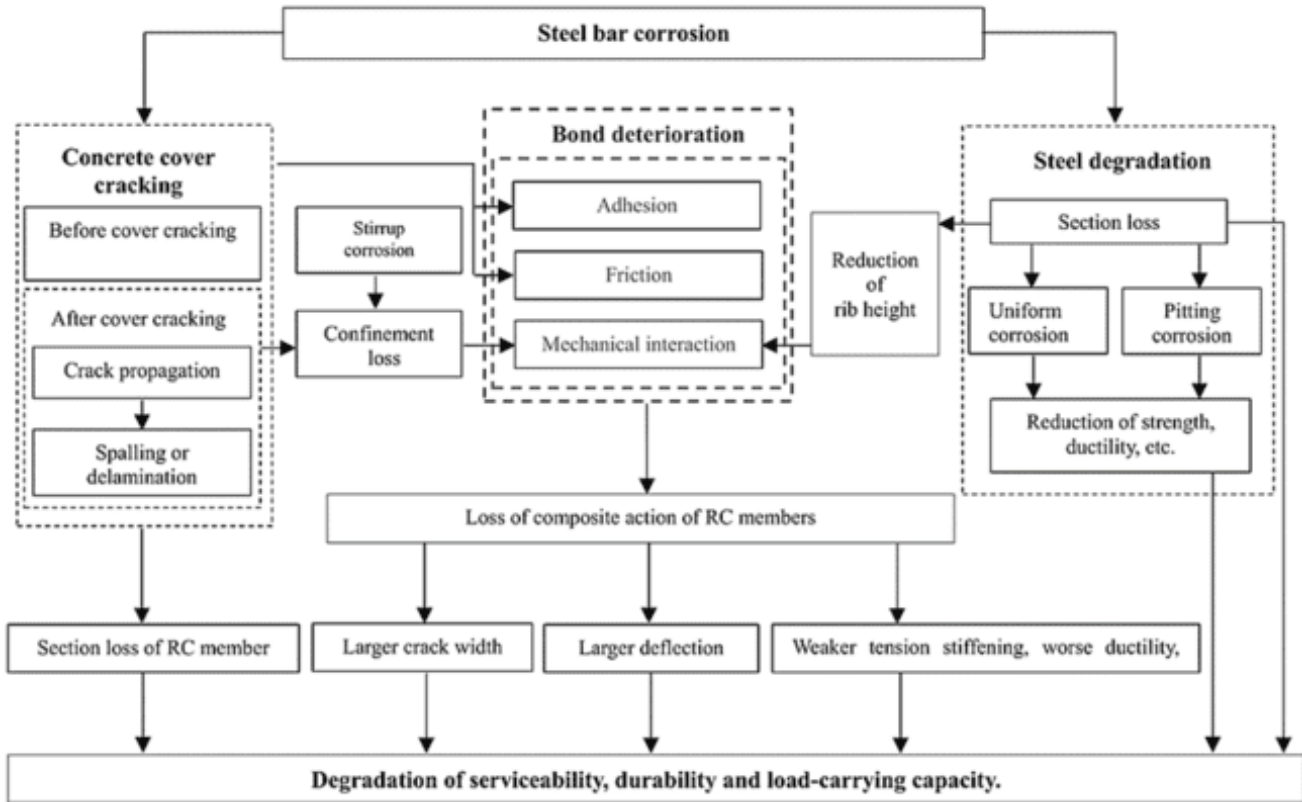 Steel bar corrosion
Concrete cover
cracking
Before cover cracking
After cover cracking
Crack propagation
Spalling or
delamination
Stirrup
corrosion
Confinement
loss
Bond deterioration
Adhesion
Friction
Mechanical interaction
Reduction
of
rib height
Steel degradation
Section loss
Uniform
corrosion
Pitting
corrosion
Reduction of strength,
ductility, etc.
Loss of composite action of RC members
Section loss of RC member
Larger crack width
Larger deflection
Weaker tension stiffening, worse ductility,
Degradation of serviceability, durability and load-carrying capacity.